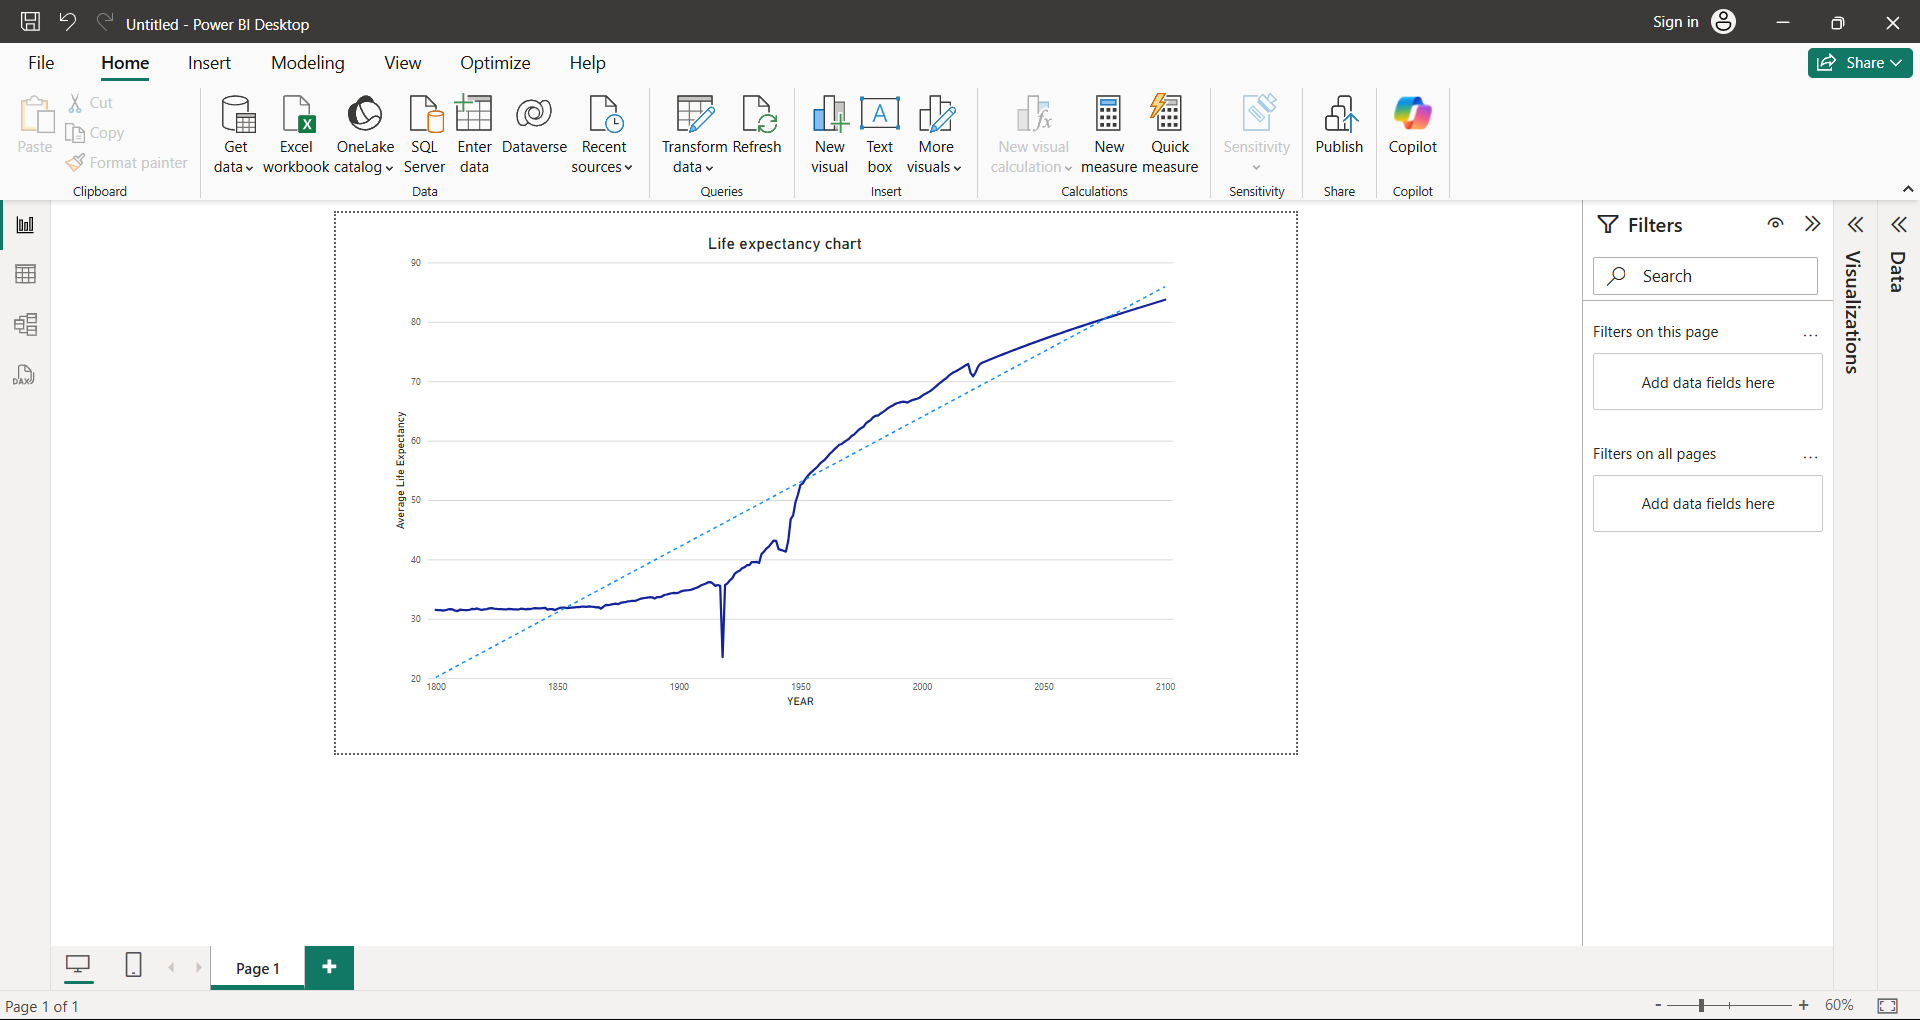 Untitled - Power BI Desktop
Sign in
File Home Insert Modeling View Optimize Help
Share
Paste
Cut
Copy
Format painter
Clipboard
Get data
Excel workbook
OneLake catalog
SQL Server
Enter data
Dataverse
Recent sources
Data
Transform data
Refresh
Queries
New visual
A
Text box
More visuals
Insert
fx
New visual calculation
New measure
Quick measure
Calculations
Sensitivity
Sensitivity
Publish
Share
Copilot
Copilot
DAX
Life expectancy chart
Average Life Expectancy
90
80
70
60
50
40
30
20
1800 1850 1900 1950 2000 2050 2100
YEAR
Filters
Search
Filters on this page
...
Add data fields here
Filters on all pages
...
Add data fields here
Visualizations
Data
Page 1
+
Page 1 of 1
- + 60%